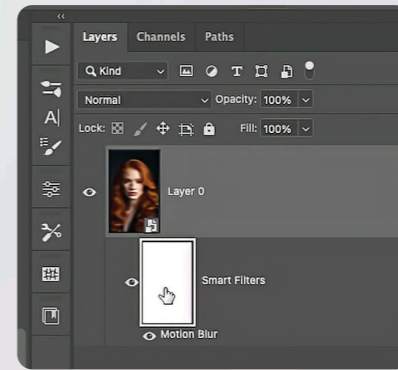 Layers Channels Paths
Kind T
Normal Opacity: 100%
Lock: Fill: 100%
A
Layer 0
Smart Filters
Motion Blur